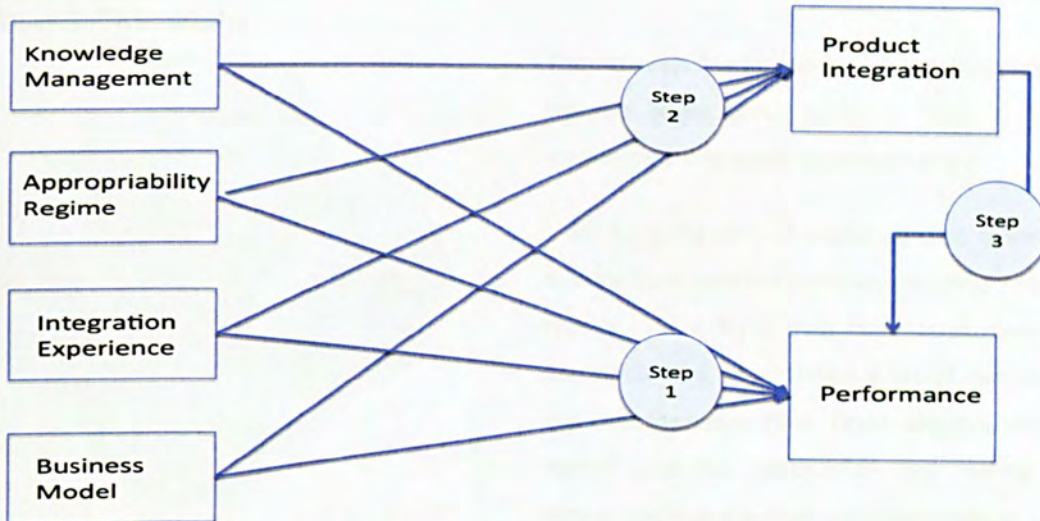 Knowledge
Management
Appropriability
Regime
Integration
Experience
Business
Model
Step
2
Step
1
Product
Integration
Step
3
Performance